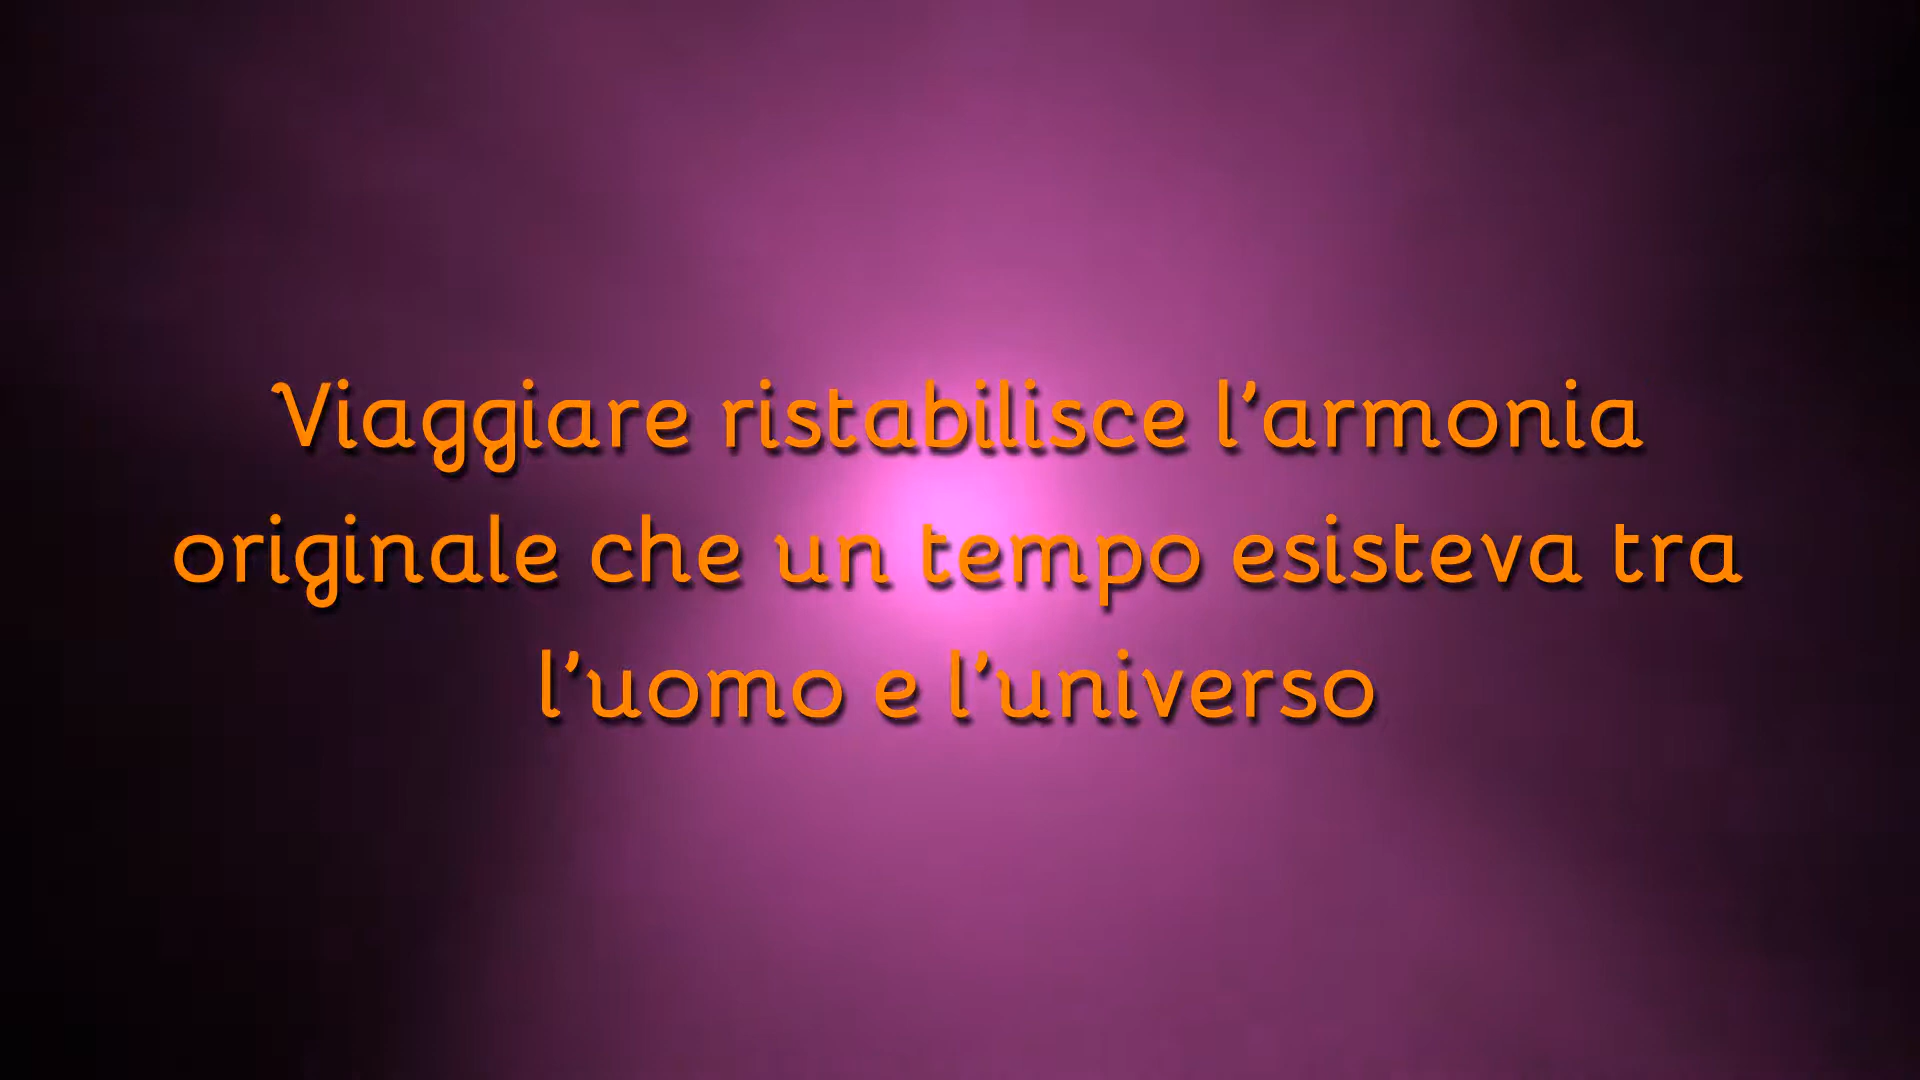 Viaggiare ristabilisce l’armonia
originale che un tempo esisteva tra
l’uomo e l’universo